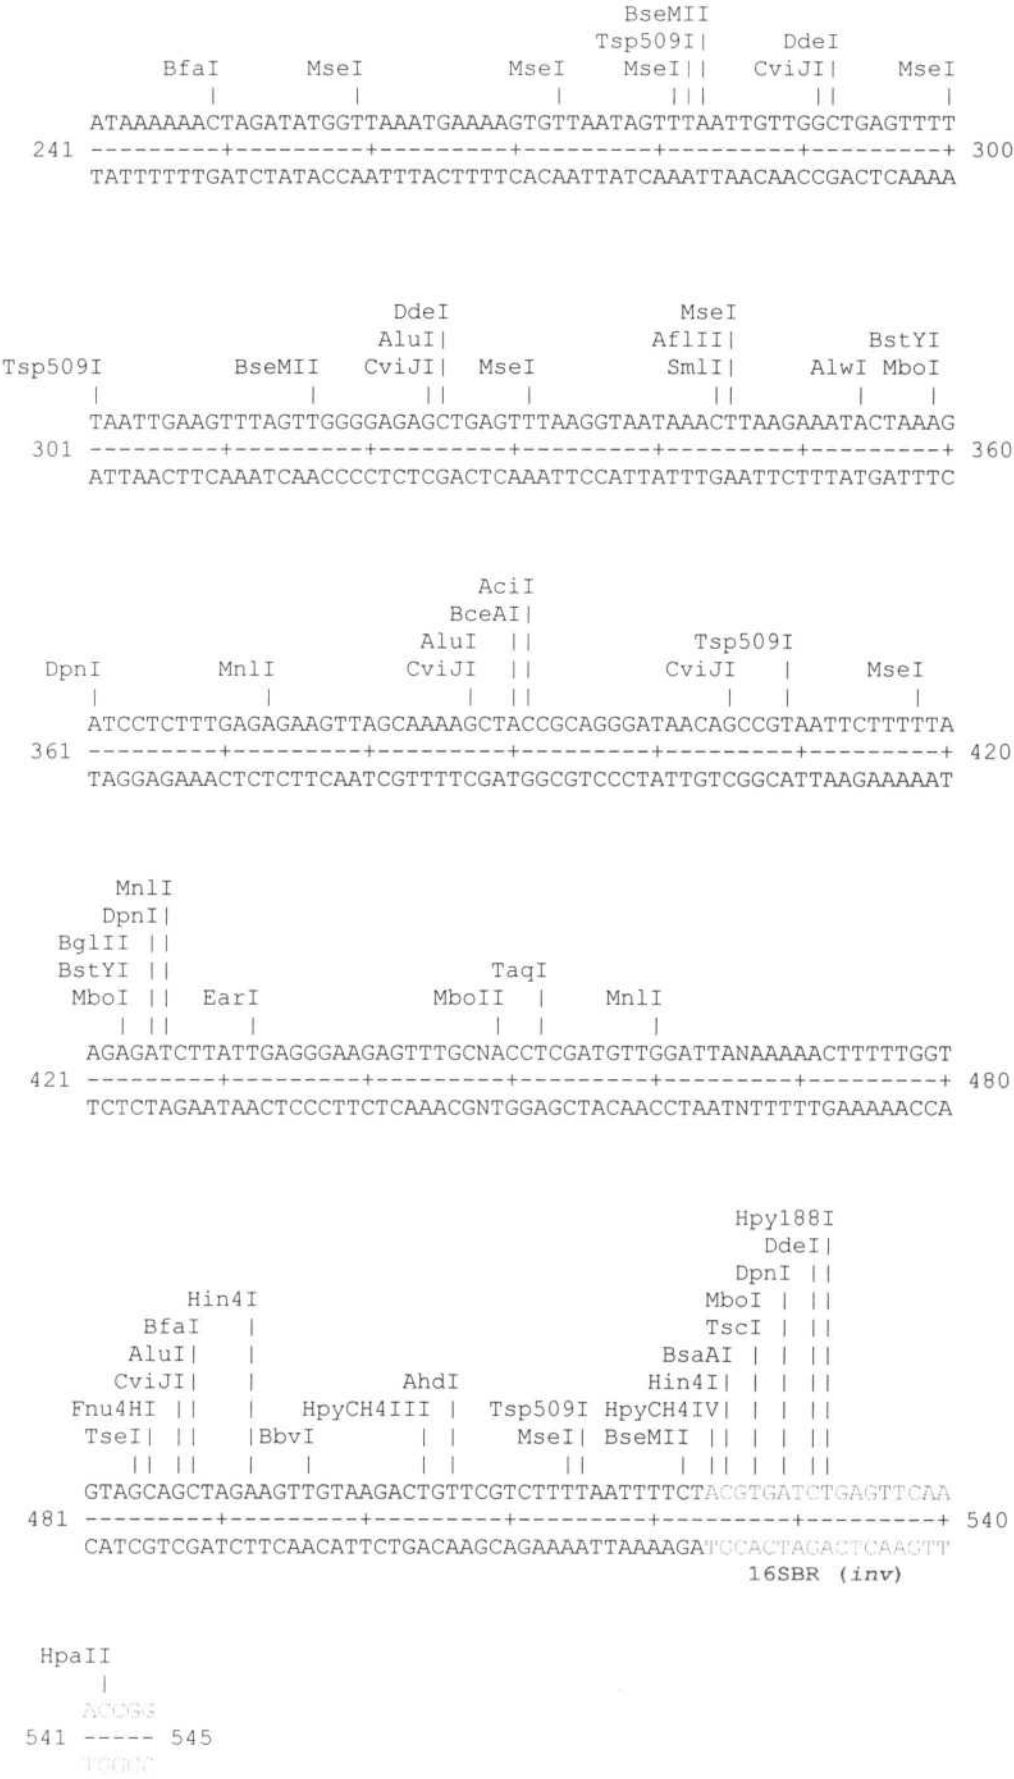 BseMII
Tsp509I| DdeI
BfaI MseI MseI MseI|| CviJI| MseI
| | | ||| || |
ATAAAAAACTAGATATGGTTAAATGAAAAGTGTTAATAGTTTAATTGTTGGCTGAGTTTT
241 ---------+---------+---------+---------+---------+---------+ 300
TATTTTTTGATCTATACCAATTTACTTTTCACAATTATCAAATTAACAACCGACTCAAAA
DdeI MseI
AluI| AflII| BstYI
Tsp509I BseMII CviJI| MseI SmlI| AlwI MboI
| | || | || | |
TAATTGAAGTTTAGTTGGGGAGAGCTGAGTTTAAGGTAATAAACTTAAGAAATACTAAAG
301 ---------+---------+---------+---------+---------+---------+ 360
ATTAACTTCAAATCAACCCCTCTCGACTCAAATTCCATTATTTGAATTCTTTATGATTTC
AciI
BceAI|
AluI || Tsp509I
DpnI MnlI CviJI || CviJI | MseI
| | | || | | |
ATCCTCTTTGAGAGAAGTTAGCAAAAGCTACCGCAGGGATAACAGCCGTAATTCTTTTTA
361 ---------+---------+---------+---------+---------+---------+ 420
TAGGAGAAACTCTCTTCAATCGTTTTCGATGGCGTCCCTATTGTCGGCATTAAGAAAAAT
MnlI
DpnI|
BglII ||
BstYI || TaqI
MboI || EarI MboII | MnlI
| || | | | |
AGAGATCTTATTGAGGGAAGAGTTTGCNACCTCGATGTTGGATTANAAAAACTTTTTGGT
421 ---------+---------+---------+---------+---------+---------+ 480
TCTCTAGAATAACTCCCTTCTCAAACGNTGGAGCTACAACCTAATNTTTTTGAAAAACCA
Hpy188I
DdeI|
DpnI ||
Hin4I MboI | ||
BfaI | TscI | ||
AluI| | BsaAI | | ||
CviJI| | AhdI Hin4I| | | ||
Fnu4HI || | HpyCH4III | Tsp509I HpyCH4IV| | | ||
TseI| || |BbvI | | MseI| BseMII || | | ||
|| || | | | | || | || | | ||
GTAGCAGCTAGAAGTTGTAAGACTGTTCGTCTTTTAATTTTCTACGTGATCTGAGTTCAA
481 ---------+---------+---------+---------+---------+---------+ 540
CATCGTCGATCTTCAACATTCTGACAAGCAGAAAATTAAAAGATGCACTAGACTCAAGTT
16SBR (inv)
HpaII
|
ACCGG
541 ----- 545
TGGCC